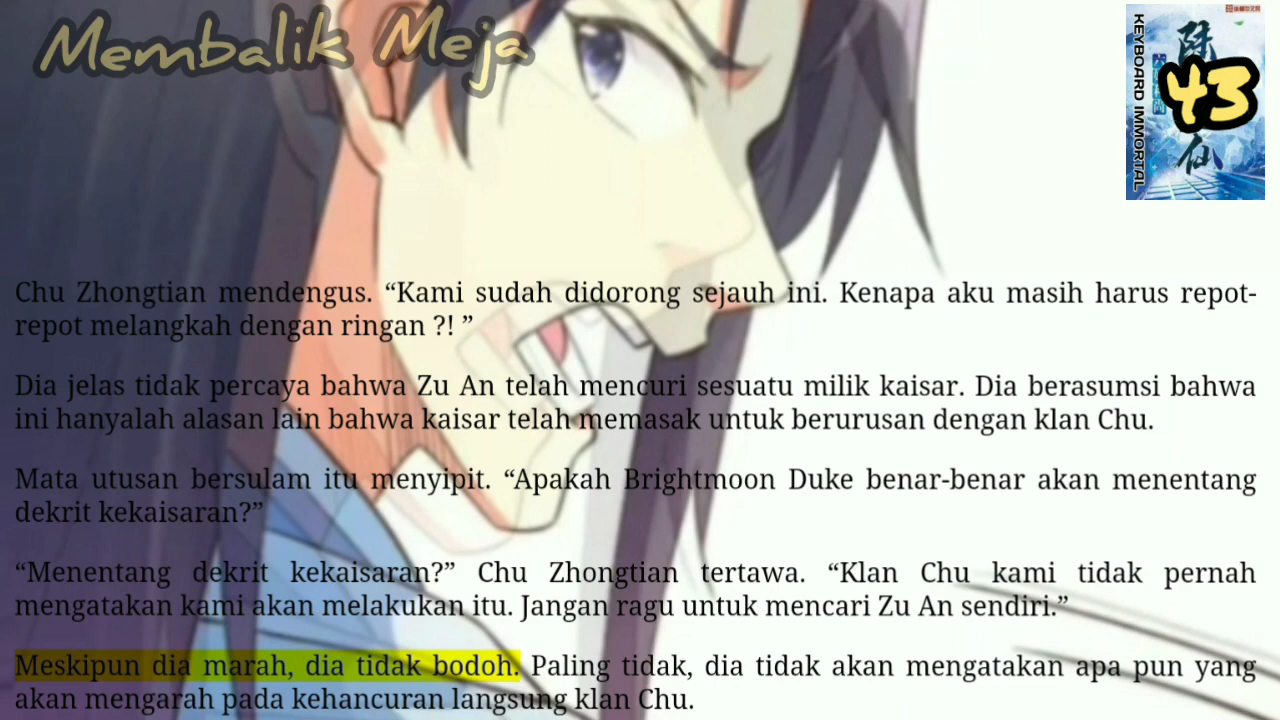 Membalik Meja
KEYBOARD IMMORTAL
陆
仙
43
Chu Zhongtian mendengus. “Kami sudah didorong sejauh ini. Kenapa aku masih harus repot-
repot melangkah dengan ringan ?! ”
Dia jelas tidak percaya bahwa Zu An telah mencuri sesuatu milik kaisar. Dia berasumsi bahwa
ini hanyalah alasan lain bahwa kaisar telah memasak untuk berurusan dengan klan Chu.
Mata utusan bersulam itu menyipit. “Apakah Brightmoon Duke benar-benar akan menentang
dekrit kekaisaran?”
“Menentang dekrit kekaisaran?” Chu Zhongtian tertawa. “Klan Chu kami tidak pernah
mengatakan kami akan melakukan itu. Jangan ragu untuk mencari Zu An sendiri.”
Meskipun dia marah, dia tidak bodoh. Paling tidak, dia tidak akan mengatakan apa pun yang
akan mengarah pada kehancuran langsung klan Chu.